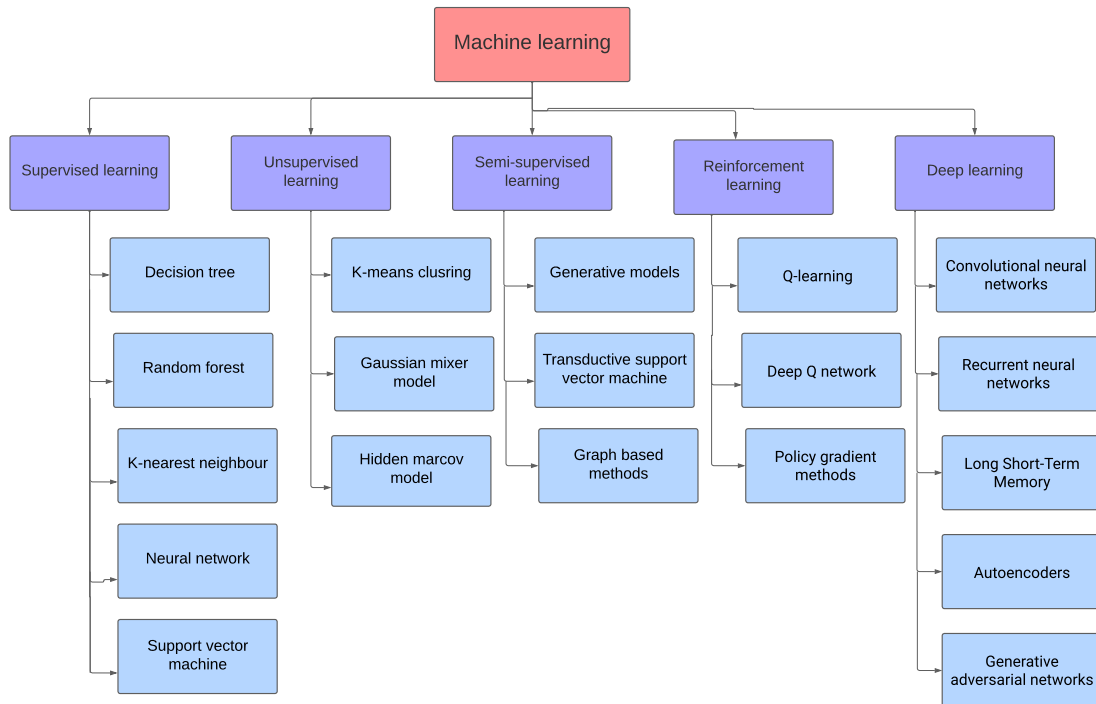 Machine learning
Supervised learning
Unsupervised
learning
Semi-supervised
learning
Reinforcement
learning
Deep learning
Decision tree
Random forest
K-nearest neighbour
Neural network
Support vector
machine
K-means clusring
Gaussian mixer
model
Hidden marcov
model
Generative models
Transductive support
vector machine
Graph based
methods
Q-learning
Deep Q network
Policy gradient
methods
Convolutional neural
networks
Recurrent neural
networks
Long Short-Term
Memory
Autoencoders
Generative
adversarial networks